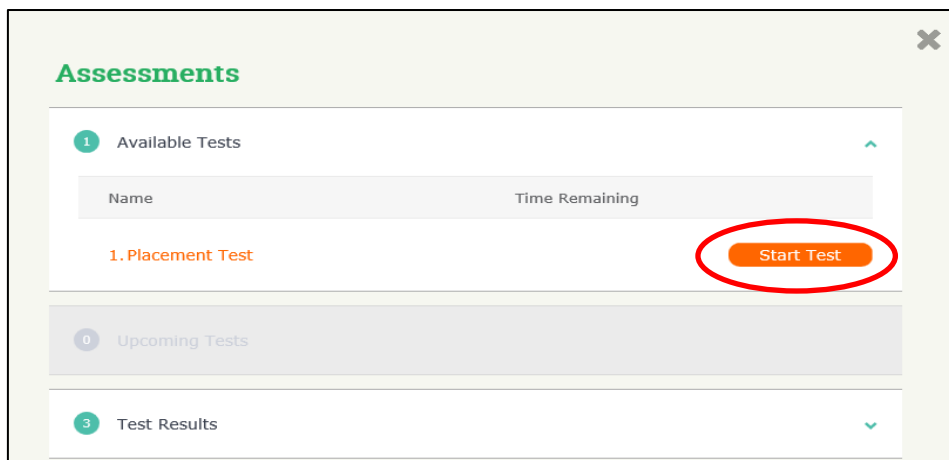 Assessments
1 Available Tests
Name Time Remaining
1. Placement Test Start Test
0 Upcoming Tests
3 Test Results